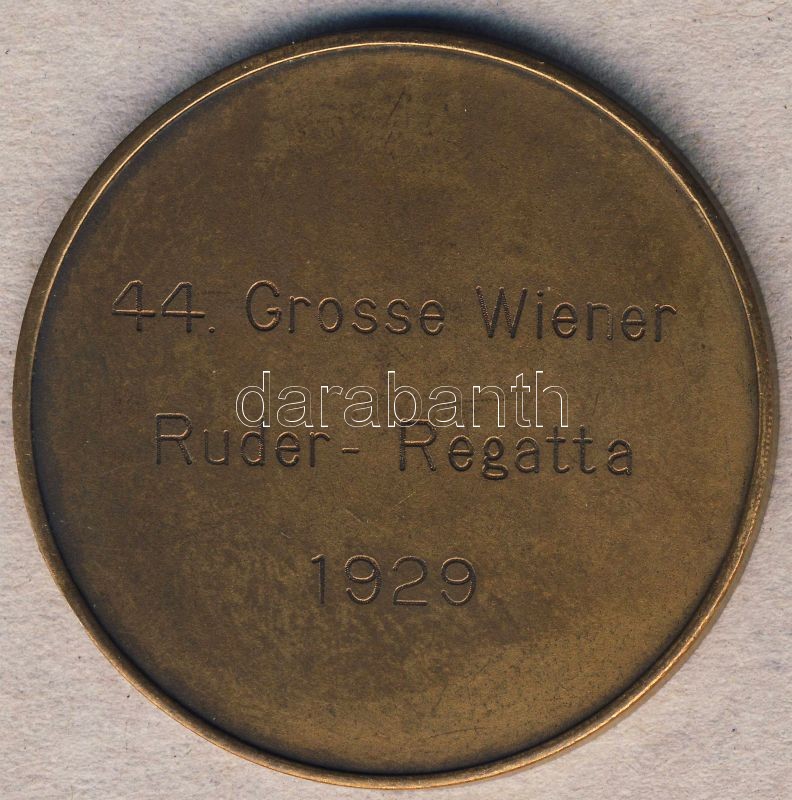 44. Grosse Wiener
darabanth
Ruder- Regatta
1929